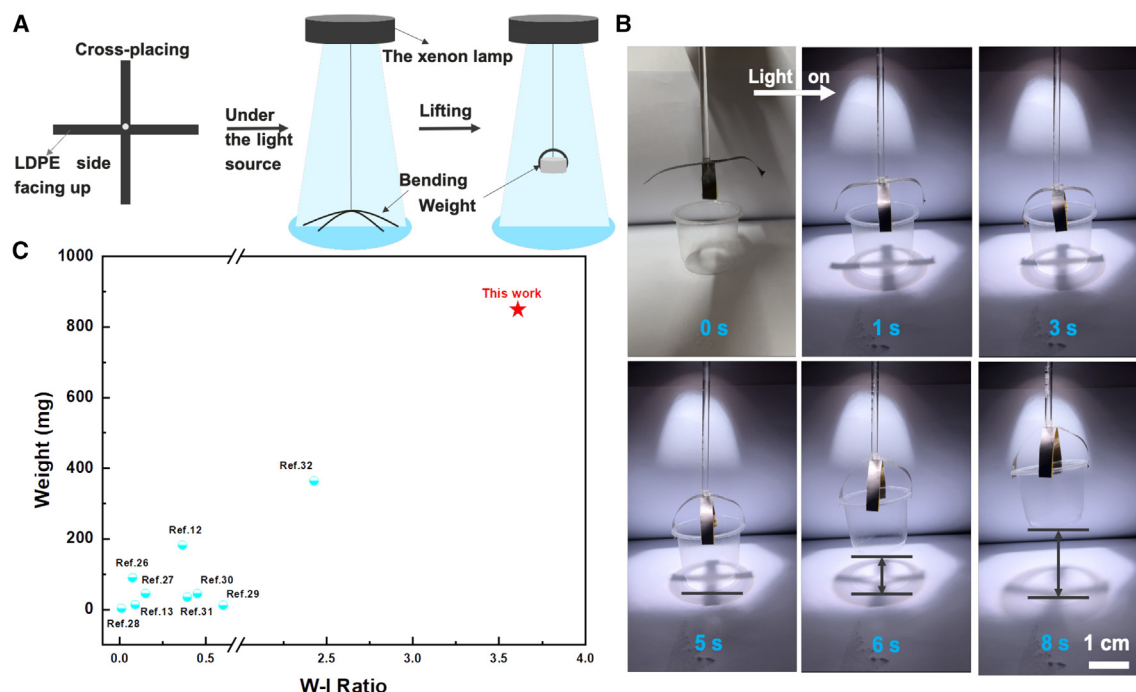 A
Cross-placing
LDPE side
facing up
Under
the light
source
The xenon lamp
Lifting
Bending
Weight
B
Light on
0 s
1 s
3 s
5 s
6 s
8 s
1 cm
C
Weight (mg)
1000
800
600
400
200
0
This work
Ref.32
Ref.12
Ref.26
Ref.27
Ref.30
Ref.29
Ref.28
Ref.13
Ref.31
0.0
0.5
2.5
3.0
3.5
4.0
W-I Ratio